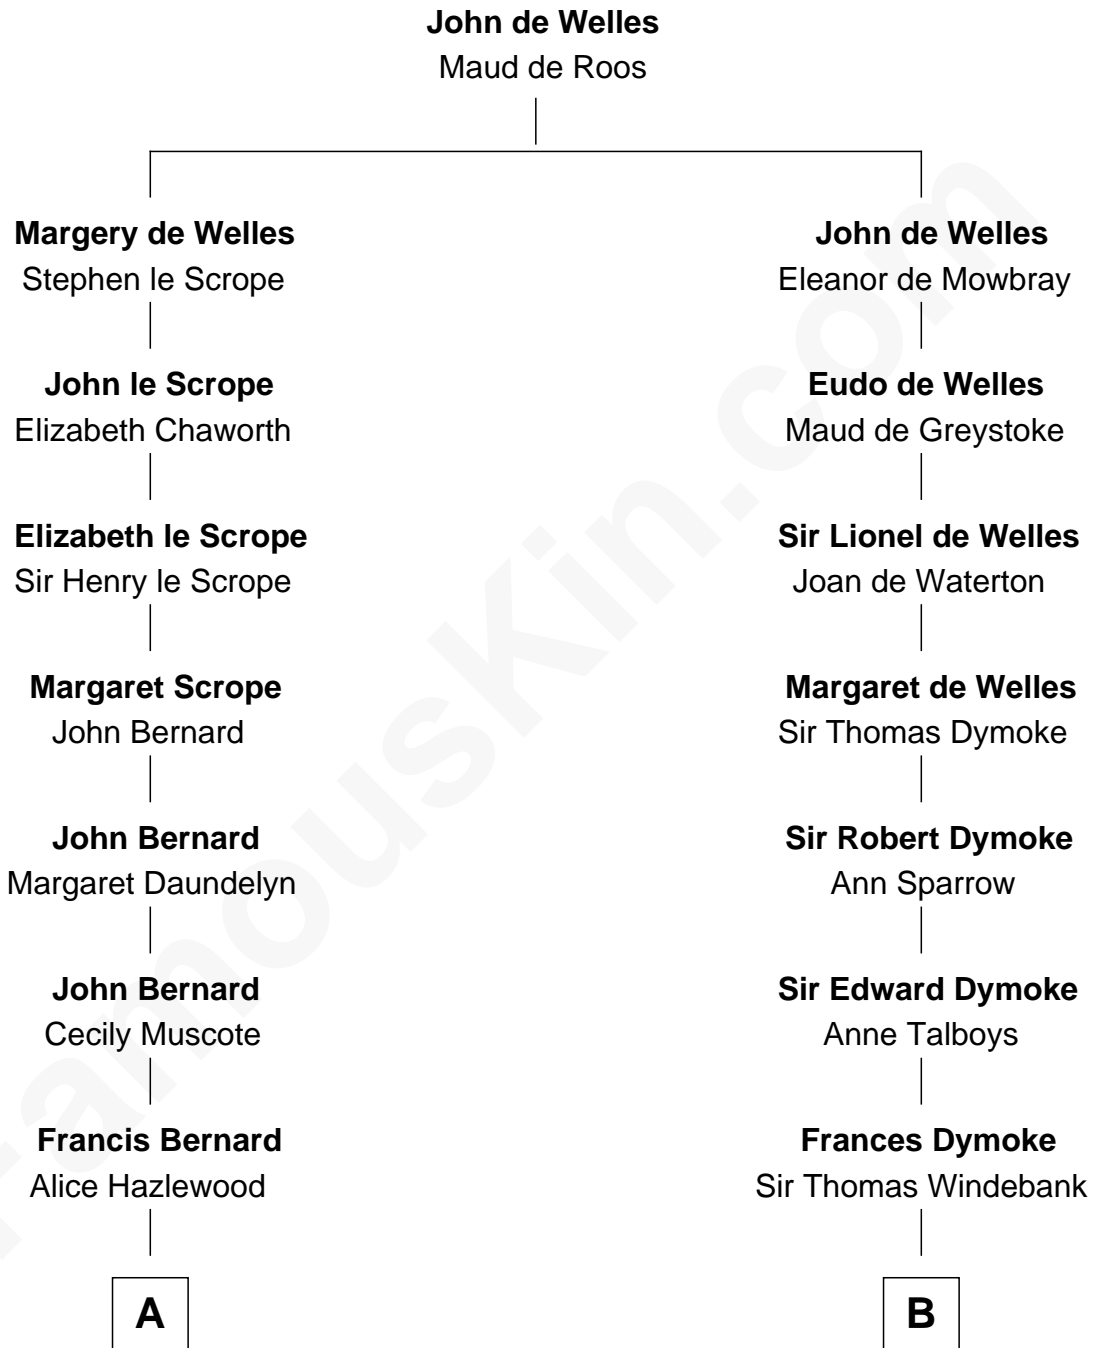 John de Welles
Maud de Roos
Margery de Welles
Stephen le Scrope
John de Welles
Eleanor de Mowbray
John le Scrope
Elizabeth Chaworth
Eudo de Welles
Maud de Greystoke
Elizabeth le Scrope
Sir Henry le Scrope
Sir Lionel de Welles
Joan de Waterton
Margaret Scrope
John Bernard
Margaret de Welles
Sir Thomas Dymoke
John Bernard
Margaret Daundelyn
Sir Robert Dymoke
Ann Sparrow
John Bernard
Cecily Muscote
Sir Edward Dymoke
Anne Talboys
Francis Bernard
Alice Hazlewood
Frances Dymoke
Sir Thomas Windebank
A
B
FamousKin.com